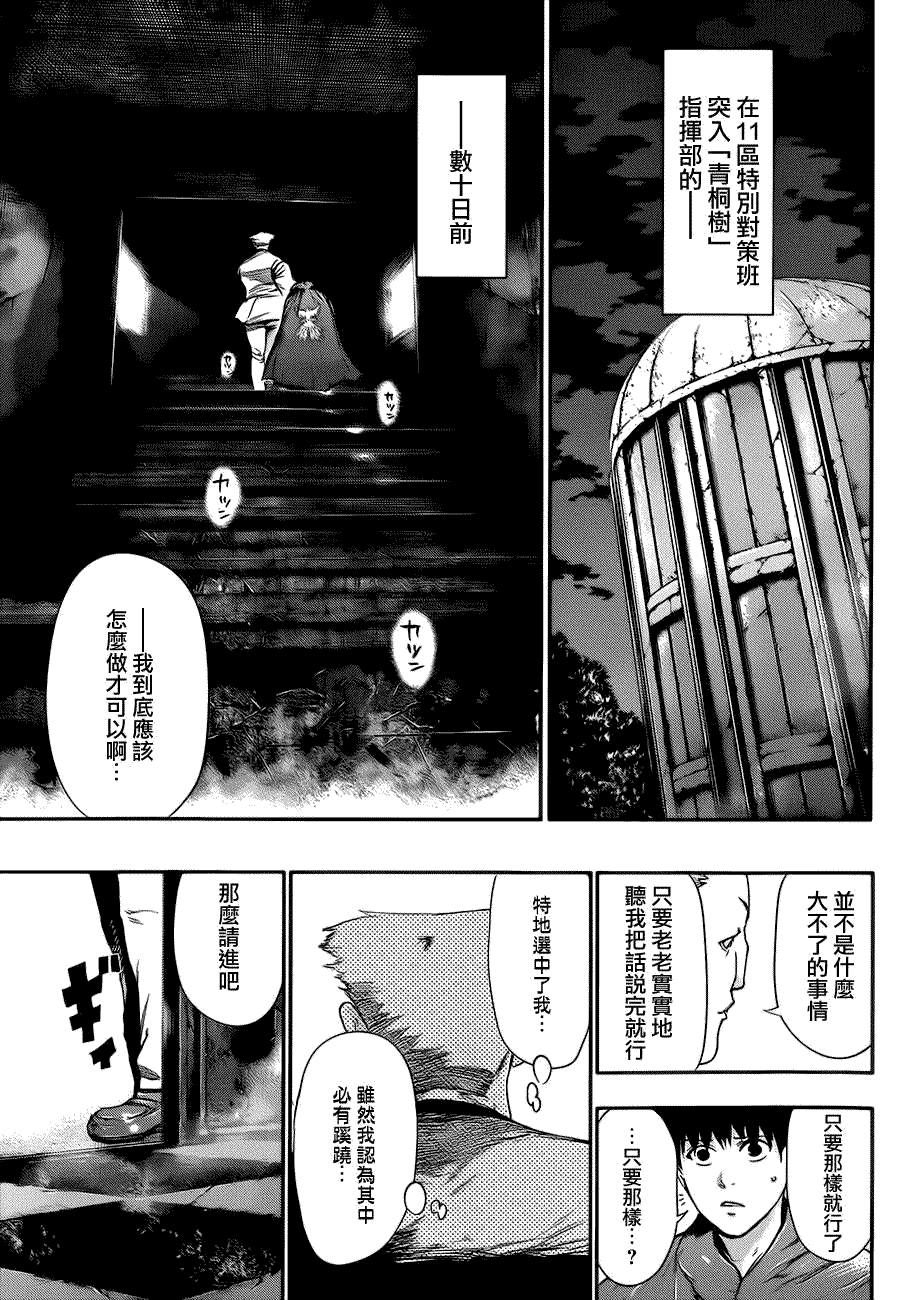 在11區特別對策班
突入「青桐樹」
指揮部的——
——數十日前
カツン
カツン
カツン
カツン
——我到底應該
怎麼做才可以啊…
並不是什麼
大不了的事情
只要老老實實地
聽我把話説完就行
只要那樣就行了
…只要那樣…?
特地選中了我…
雖然我認為其中
必有蹊蹺…
那麼請進吧
ギィ